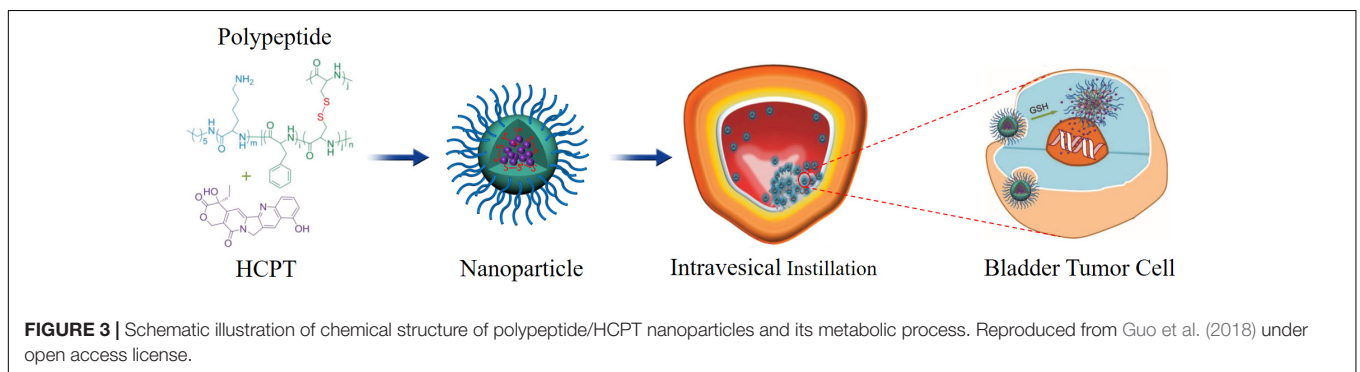 Polypeptide
O
H
N
j
O
NH₂
S
S
O
H
N
( )₅
N
H
O
N
H
m
O
H
N
n
O
+
HO
O
O
N
N
O
OH
HCPT
Nanoparticle
Intravesical Instillation
GSH
Bladder Tumor Cell
FIGURE 3 | Schematic illustration of chemical structure of polypeptide/HCPT nanoparticles and its metabolic process. Reproduced from Guo et al. (2018) under
open access license.